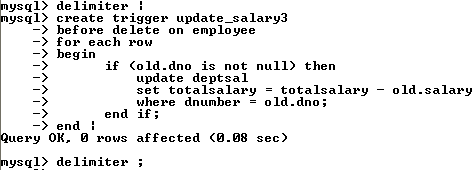 mysql> delimiter |
mysql> create trigger update_salary3
    -> before delete on employee
    -> for each row
    -> begin
    ->       if (old.dno is not null) then
    ->           update deptsal
    ->           set totalsalary = totalsalary - old.salary
    ->           where dnumber = old.dno;
    ->       end if;
    -> end |
Query OK, 0 rows affected (0.08 sec)
mysql> delimiter ;